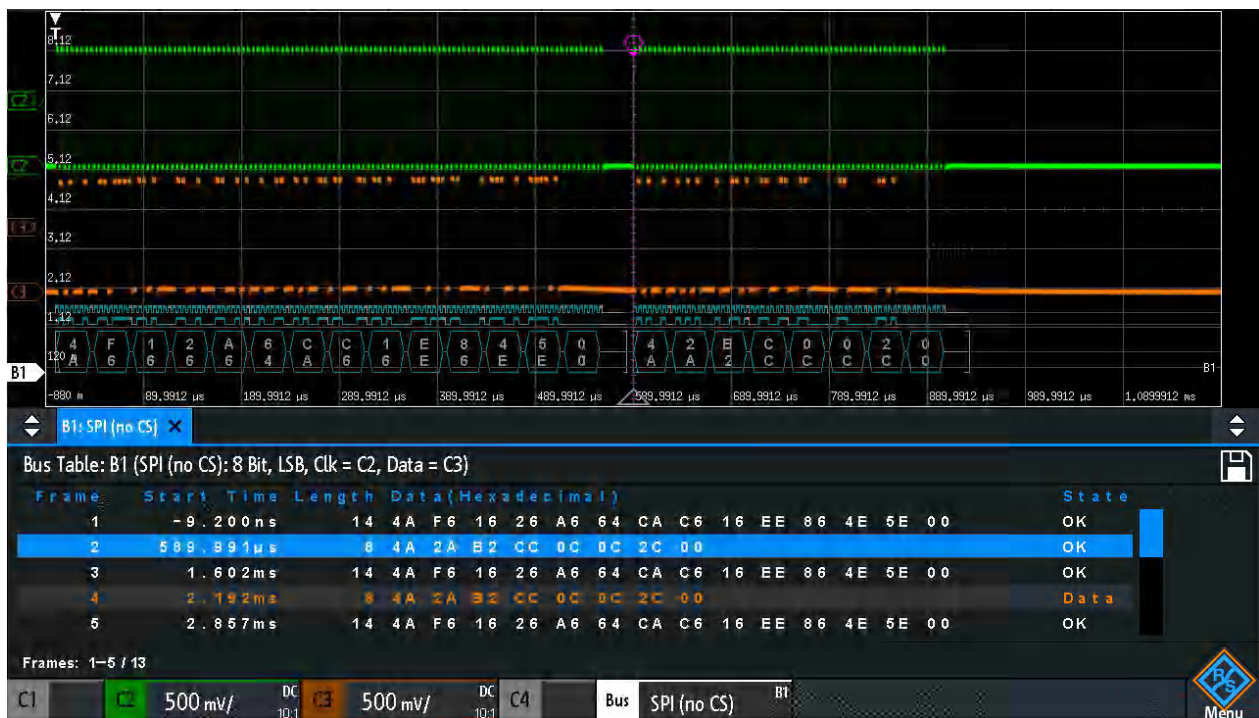 T
8,12
7,12
C2
6,12
C2 5,12
4,12
3,12
C3 2,12
1,12
4 F 1 2 A 6 C C 1 E 8 4 5 0 4 2 B C 0 0 2 0
120 A 6 6 6 6 4 A 6 6 E 6 E E 0 A A 2 C C C C 0
B1 B1
-880 n 89,9912 µs 189,9912 µs 289,9912 µs 389,9912 µs 489,9912 µs 589,9912 µs 689,9912 µs 789,9912 µs 889,9912 µs 989,9912 µs 1,0899912 ms
B1: SPI (no CS) ×
Bus Table: B1 (SPI (no CS): 8 Bit, LSB, Clk = C2, Data = C3)
Frame Start Time Length Data(Hexadecimal) State
1 -9.200ns 14 4A F6 16 26 A6 64 CA C6 16 EE 86 4E 5E 00 OK
2 589.991µs 8 4A 2A B2 CC 0C 0C 2C 00 OK
3 1.602ms 14 4A F6 16 26 A6 64 CA C6 16 EE 86 4E 5E 00 OK
4 2.192ms 8 4A 2A B2 CC 0C 0C 2C 00 Data
5 2.857ms 14 4A F6 16 26 A6 64 CA C6 16 EE 86 4E 5E 00 OK
Frames: 1–5 / 13
C1 C2 500 mV/ DC 10:1 C3 500 mV/ DC 10:1 C4 Bus SPI (no CS) B1 R&S Menu